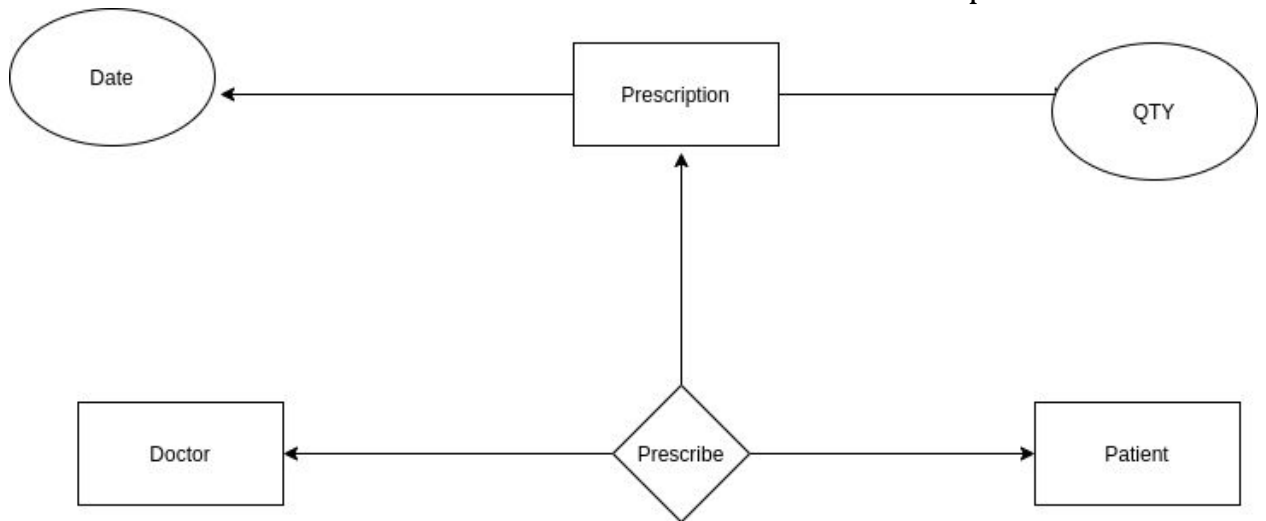 Date
Prescription
QTY
Doctor
Prescribe
Patient